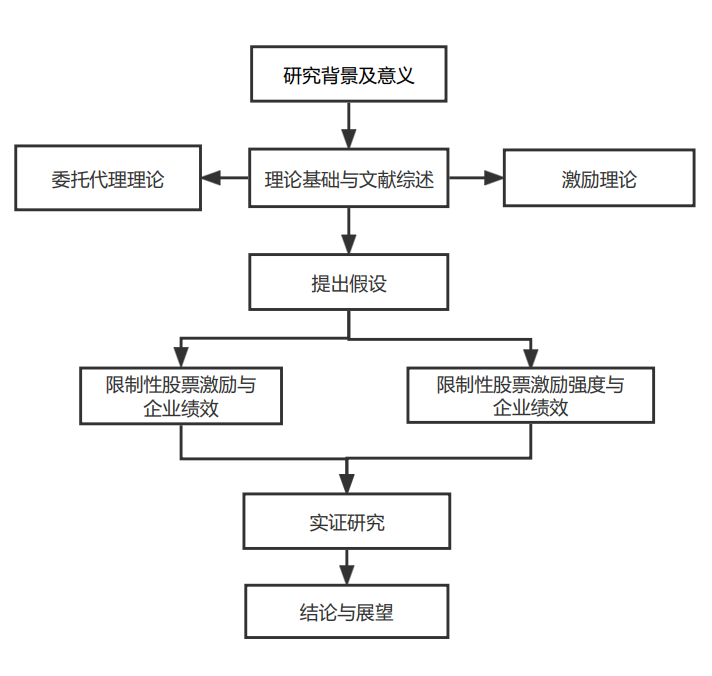 研究背景及意义
委托代理理论
理论基础与文献综述
激励理论
提出假设
限制性股票激励与
企业绩效
限制性股票激励强度与
企业绩效
实证研究
结论与展望